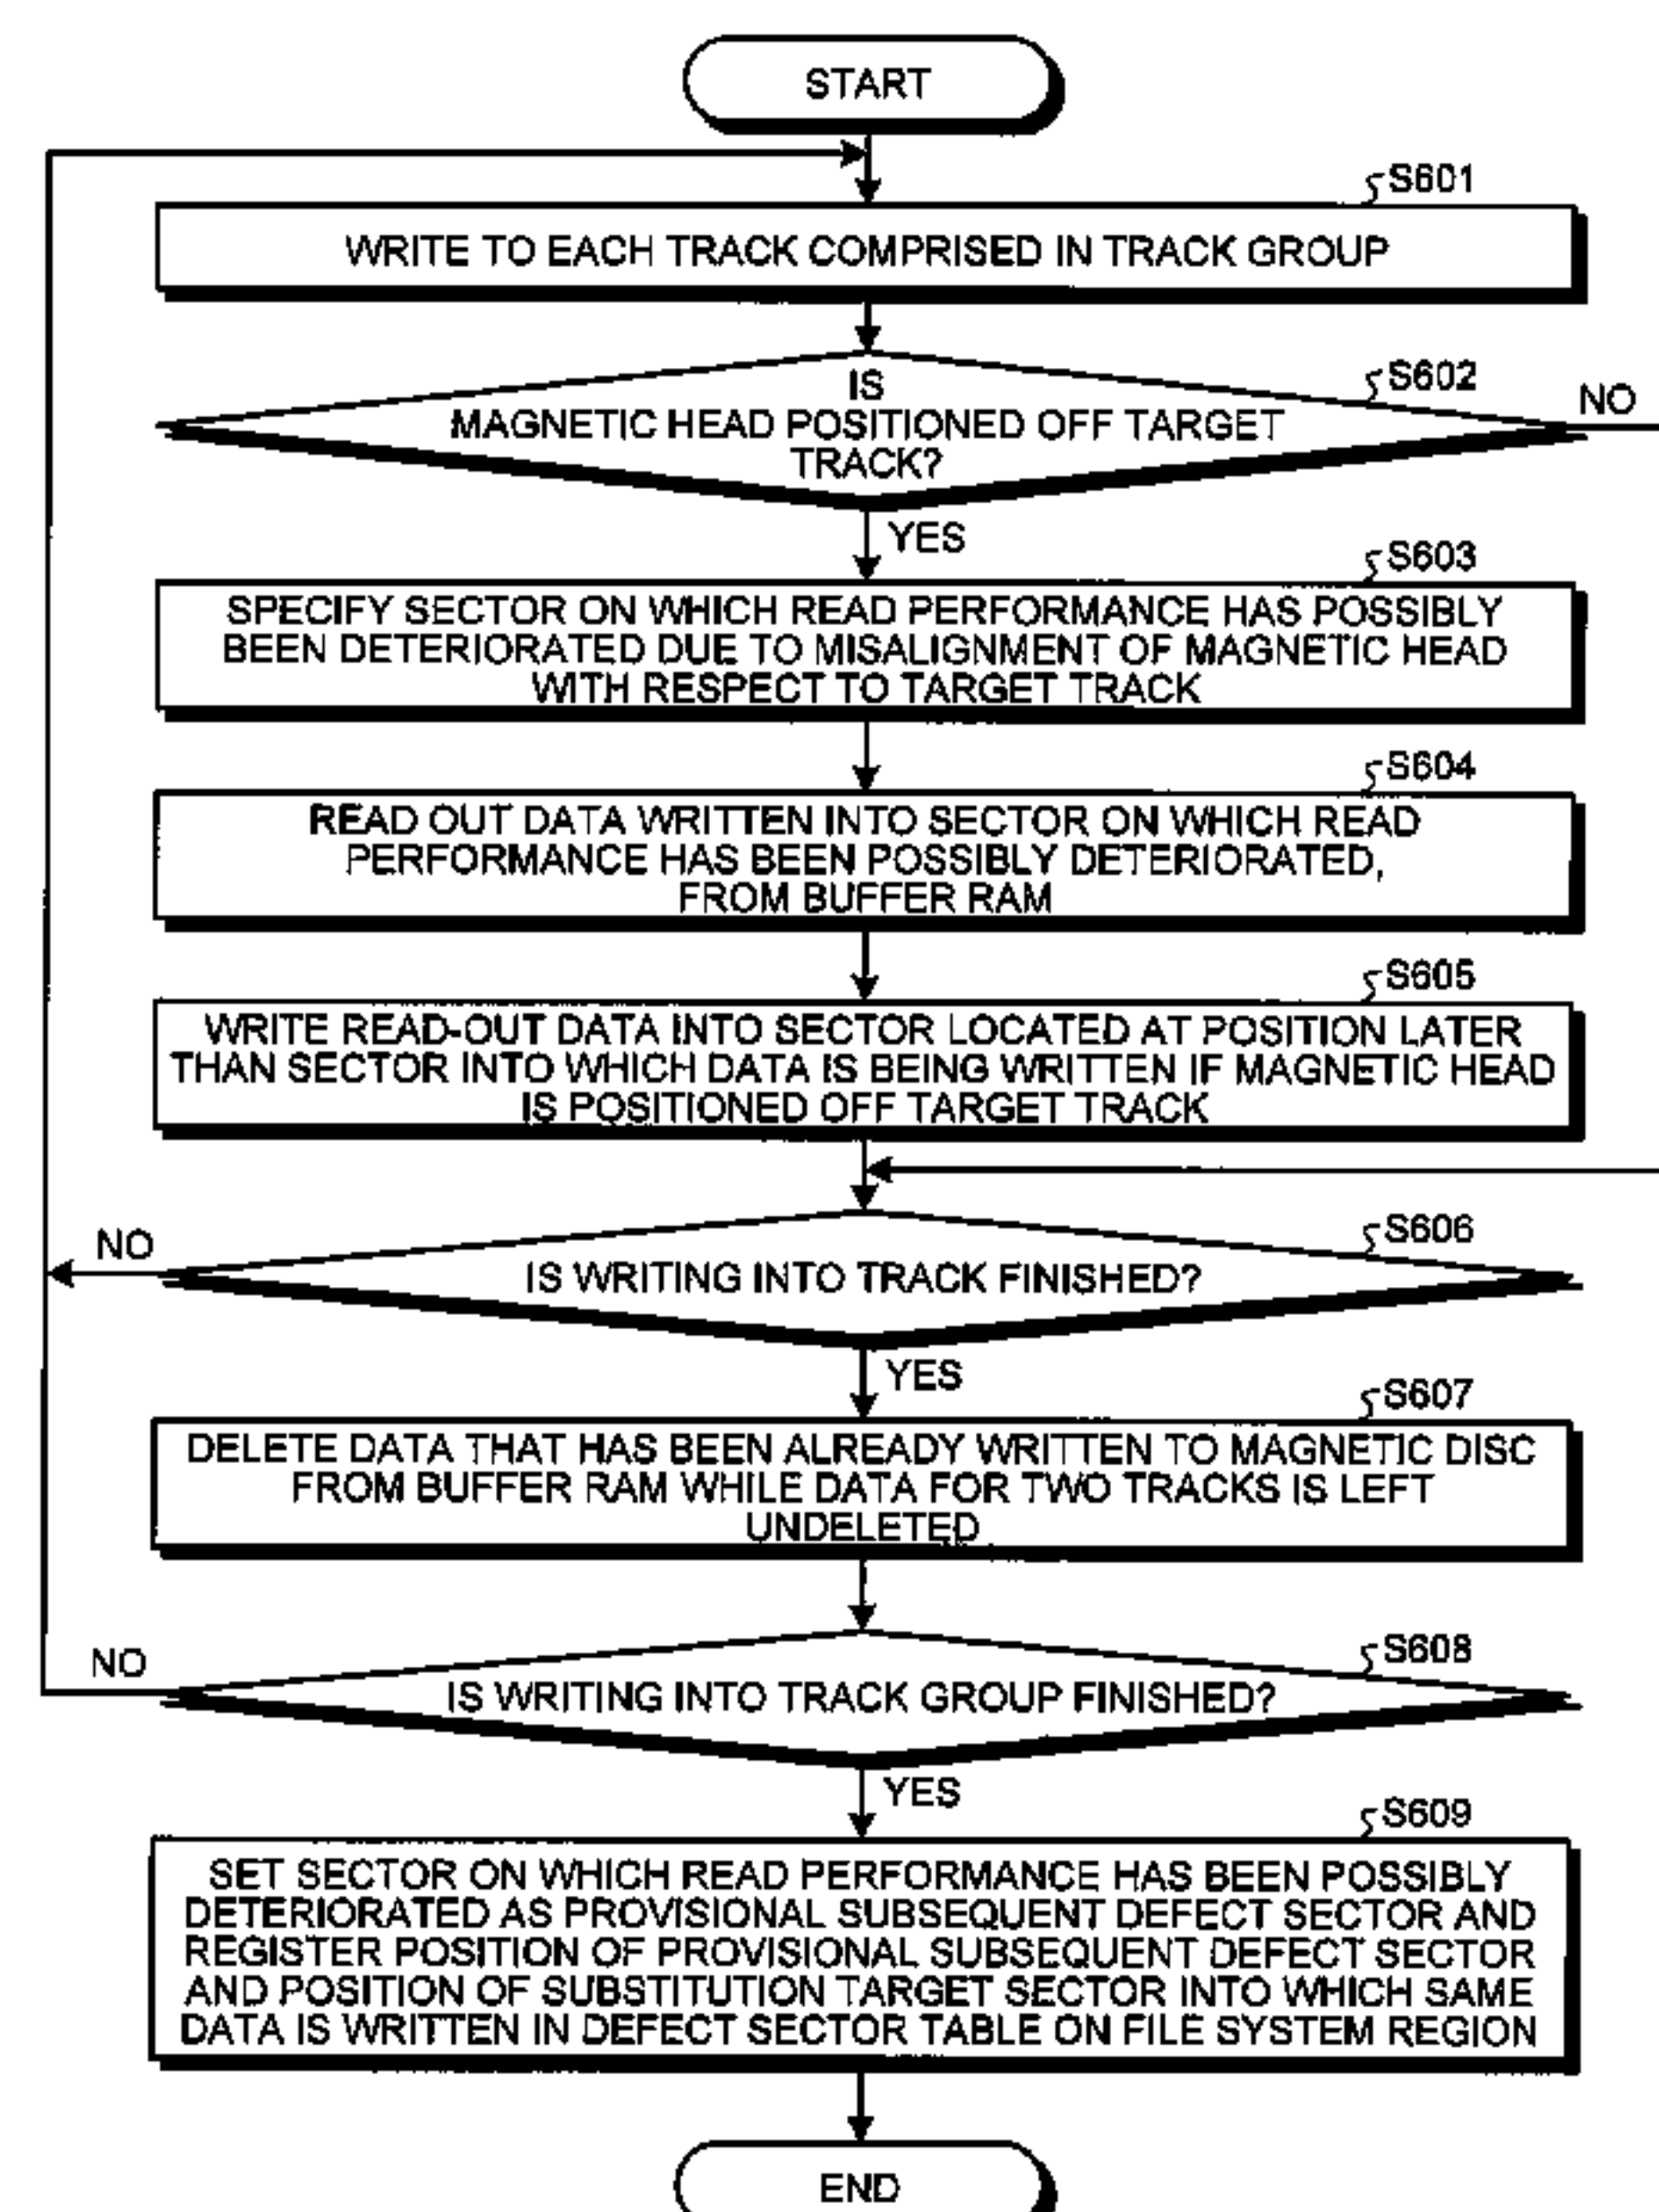 START
S601
WRITE TO EACH TRACK COMPRISED IN TRACK GROUP
S602
IS
MAGNETIC HEAD POSITIONED OFF TARGET
TRACK?
NO
YES
S603
SPECIFY SECTOR ON WHICH READ PERFORMANCE HAS POSSIBLY
BEEN DETERIORATED DUE TO MISALIGNMENT OF MAGNETIC HEAD
WITH RESPECT TO TARGET TRACK
S604
READ OUT DATA WRITTEN INTO SECTOR ON WHICH READ
PERFORMANCE HAS BEEN POSSIBLY DETERIORATED,
FROM BUFFER RAM
S605
WRITE READ-OUT DATA INTO SECTOR LOCATED AT POSITION LATER
THAN SECTOR INTO WHICH DATA IS BEING WRITTEN IF MAGNETIC HEAD
IS POSITIONED OFF TARGET TRACK
S606
NO
IS WRITING INTO TRACK FINISHED?
YES
S607
DELETE DATA THAT HAS BEEN ALREADY WRITTEN TO MAGNETIC DISC
FROM BUFFER RAM WHILE DATA FOR TWO TRACKS IS LEFT
UNDELETED
S608
NO
IS WRITING INTO TRACK GROUP FINISHED?
YES
S609
SET SECTOR ON WHICH READ PERFORMANCE HAS BEEN POSSIBLY
DETERIORATED AS PROVISIONAL SUBSEQUENT DEFECT SECTOR AND
REGISTER POSITION OF PROVISIONAL SUBSEQUENT DEFECT SECTOR
AND POSITION OF SUBSTITUTION TARGET SECTOR INTO WHICH SAME
DATA IS WRITTEN IN DEFECT SECTOR TABLE ON FILE SYSTEM REGION
END